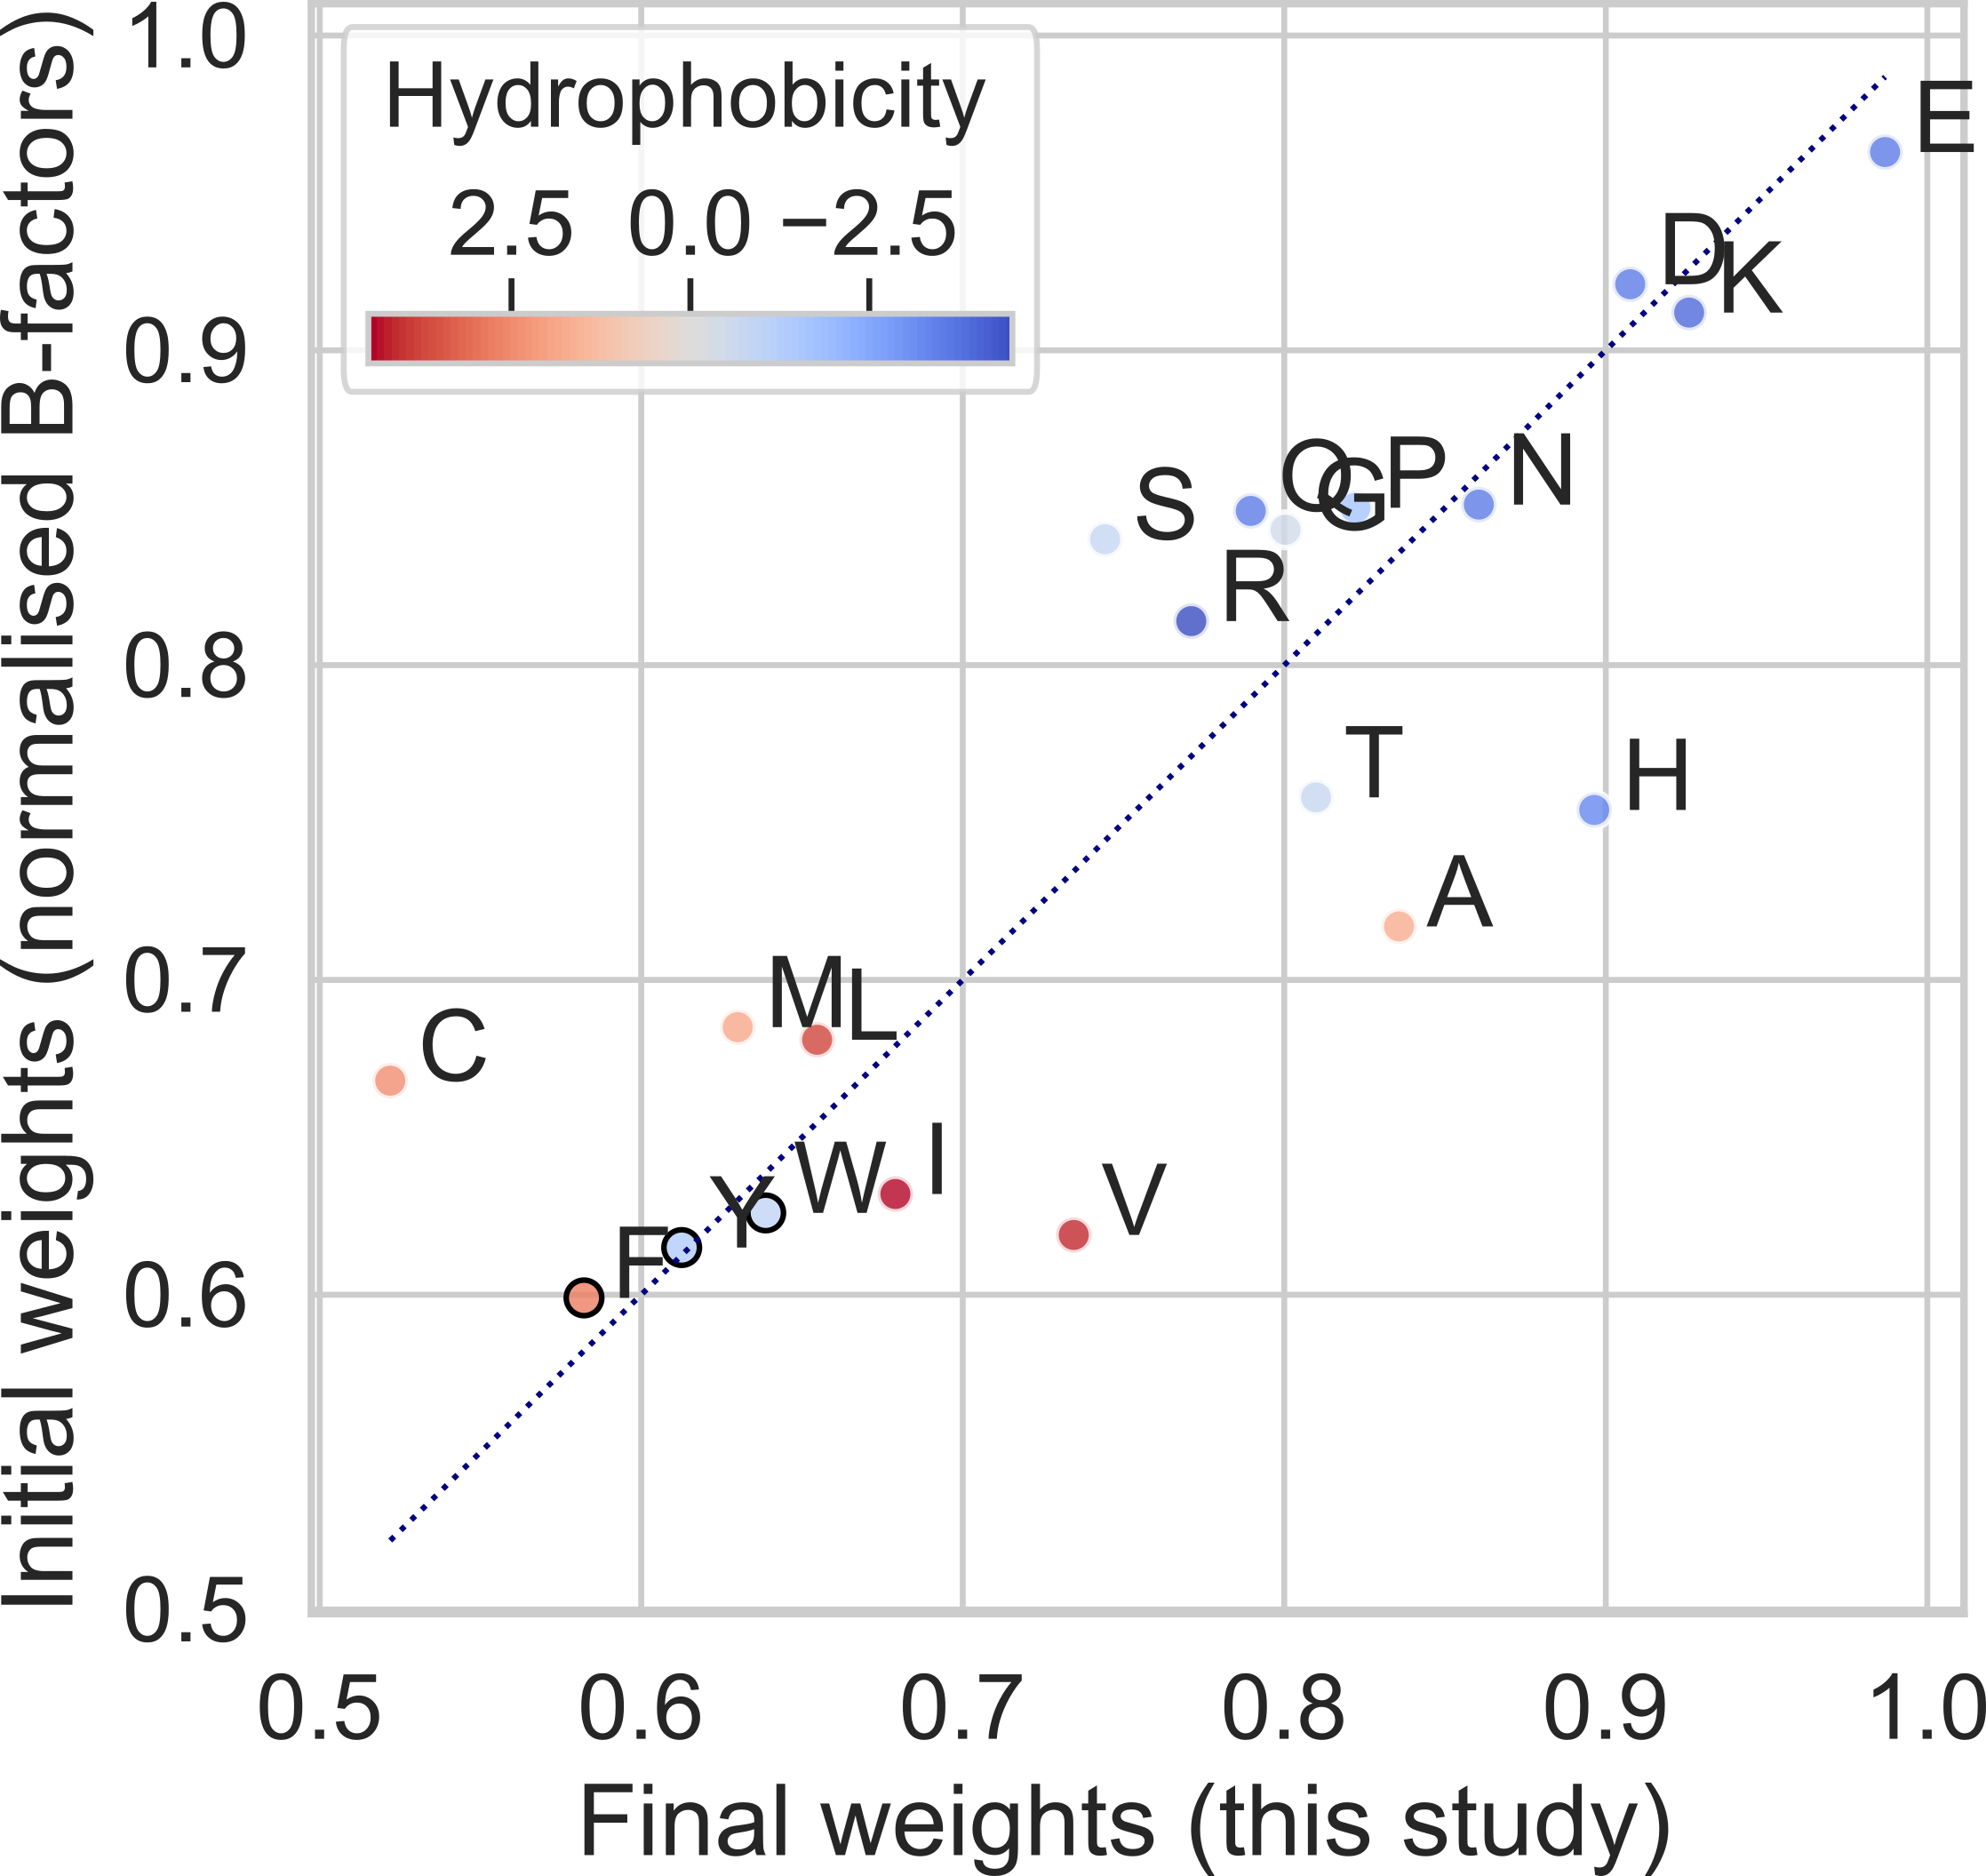 Initial weights (normalised B-factors)
1.0
0.9
0.8
0.7
0.6
0.5
Hydrophobicity
2.5 0.0 −2.5
E
D
K
Q
G
P
N
S
R
T
H
A
M
L
C
W
I
V
Y
F
0.5 0.6 0.7 0.8 0.9 1.0
Final weights (this study)